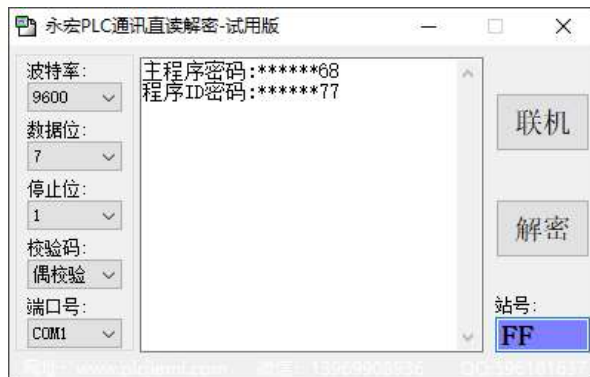 永宏PLC通讯直读解密-试用版
波特率:
9600
数据位:
7
停止位:
1
校验码:
偶校验
端口号:
COM1
主程序密码:******68
程序ID密码:******77
联机
解密
站号:
FF